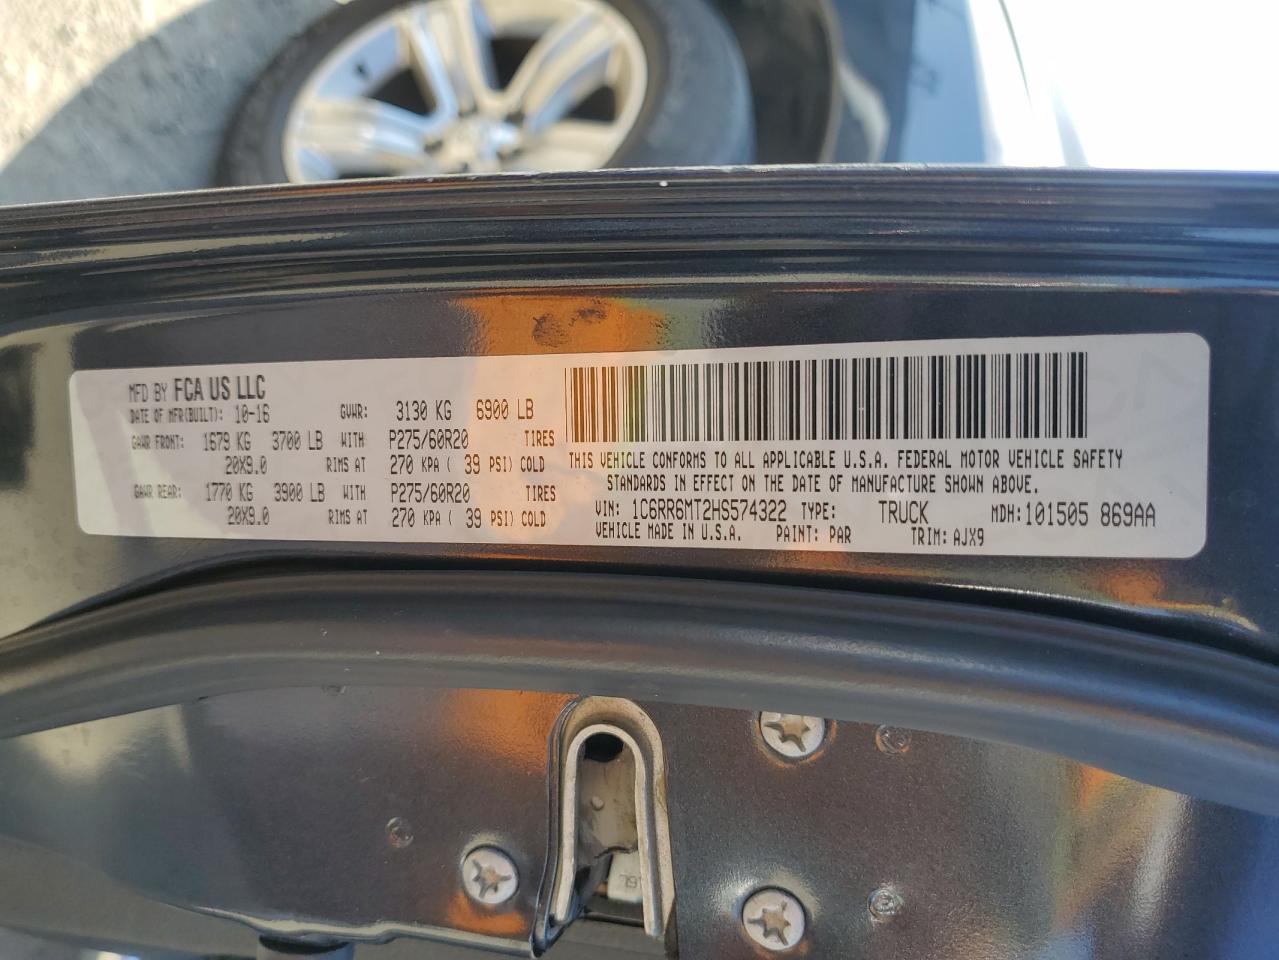 MFD BY FCA US LLC
DATE OF MFR(BUILT): 10-16 GVWR: 3130 KG 6900 LB
GAWR FRONT: 1679 KG 3700 LB WITH P275/60R20 TIRES
20X9.0 RIMS AT 270 KPA ( 39 PSI) COLD
GAWR REAR: 1770 KG 3900 LB WITH P275/60R20 TIRES
20X9.0 RIMS AT 270 KPA ( 39 PSI) COLD
THIS VEHICLE CONFORMS TO ALL APPLICABLE U.S.A. FEDERAL MOTOR VEHICLE SAFETY
STANDARDS IN EFFECT ON THE DATE OF MANUFACTURE SHOWN ABOVE.
VIN: 1C6RR6MT2HS574322 TYPE: TRUCK MDH: 101505 869AA
VEHICLE MADE IN U.S.A. PAINT: PAR TRIM: AJX9